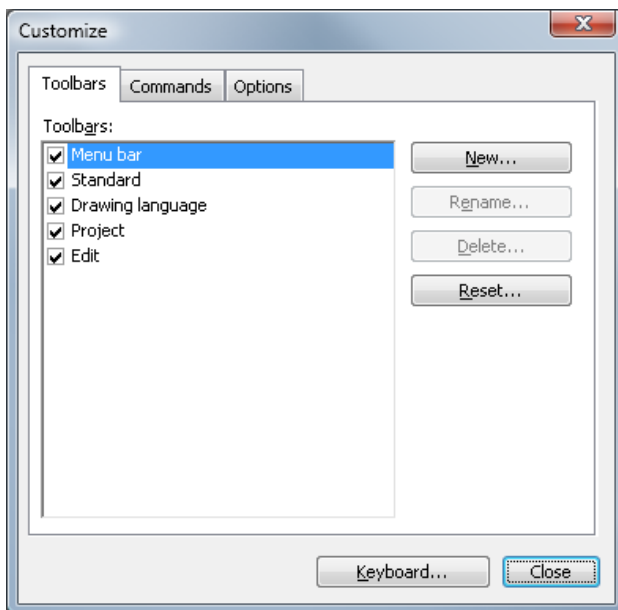 Customize
Toolbars Commands Options
Toolbars:
Menu bar
Standard
Drawing language
Project
Edit
New...
Rename...
Delete...
Reset...
Keyboard... Close